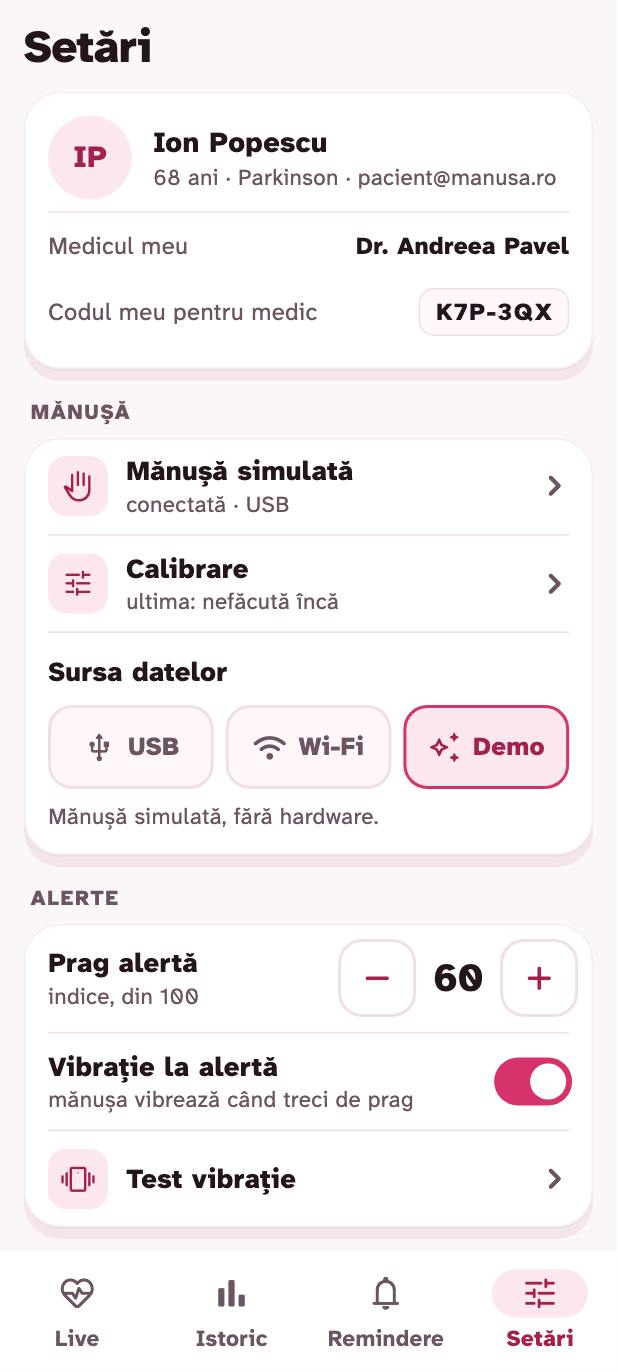 Setări
IP
Ion Popescu
68 ani · Parkinson · pacient@manusa.ro
Medicul meu
Dr. Andreea Pavel
Codul meu pentru medic
K7P-3QX
MĂNUȘĂ
Mănușă simulată
conectată · USB
Calibrare
ultima: nefăcută încă
Sursa datelor
USB
Wi-Fi
Demo
Mănușă simulată, fără hardware.
ALERTE
Prag alertă
indice, din 100
60
Vibrație la alertă
mănușa vibrează când treci de prag
Test vibrație
Live
Istoric
Remindere
Setări